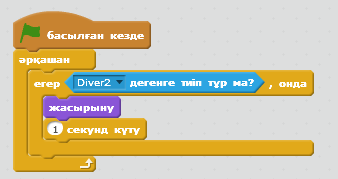 басылған кезде
әрқашан
егер Diver2 дегенге тиіп тұр ма? , онда
жасырыну
1 секунд күту